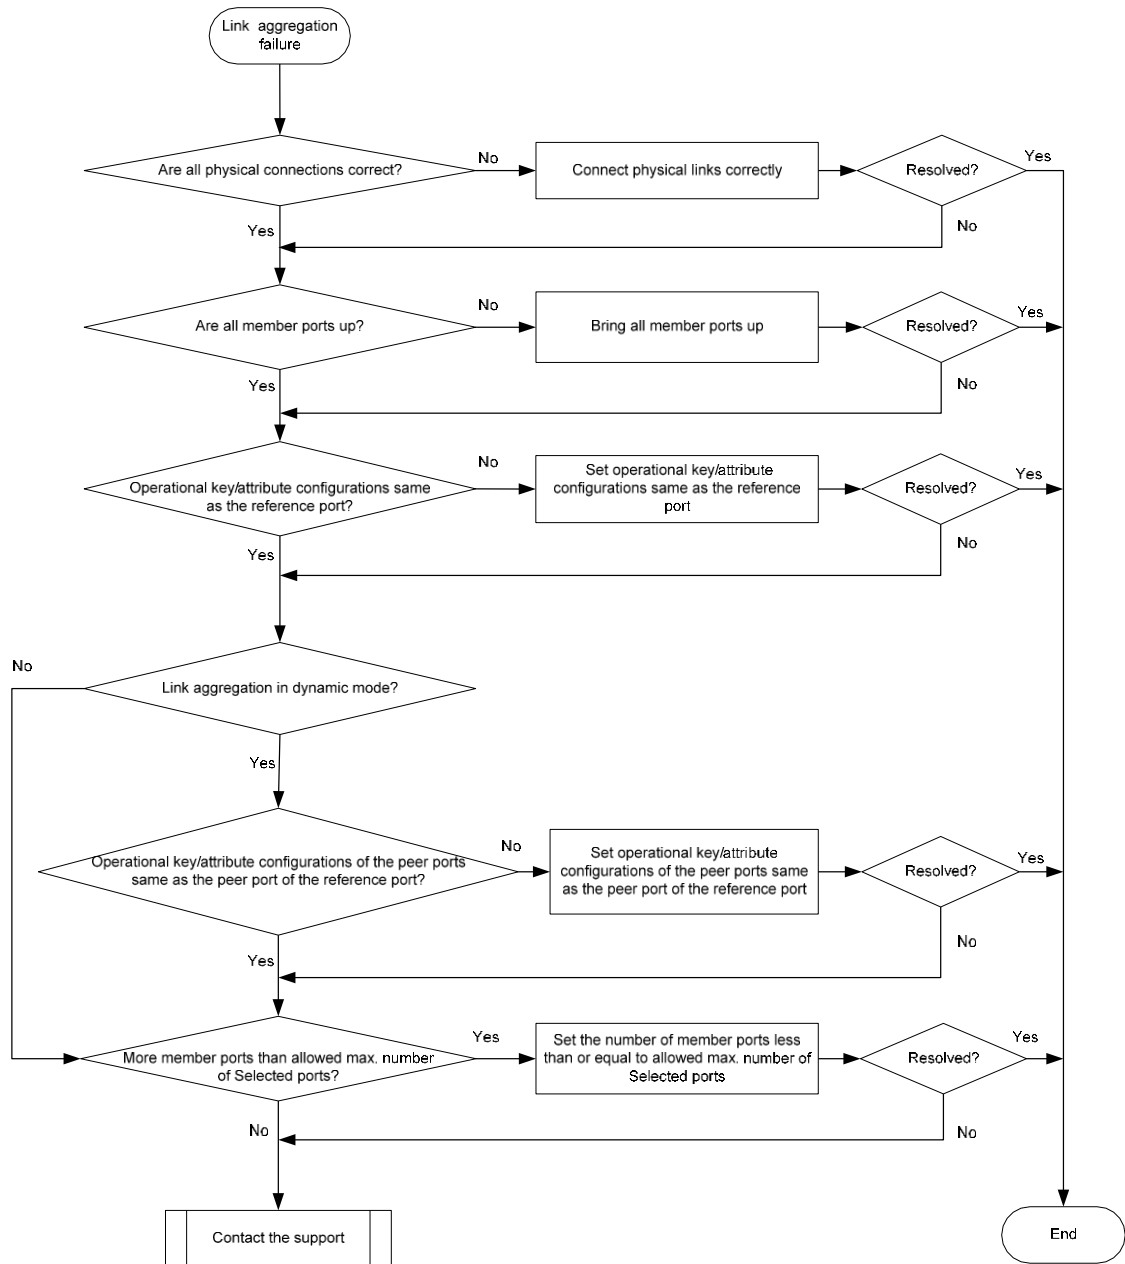 Link aggregation
failure
Are all physical connections correct?
No
Connect physical links correctly
Resolved?
Yes
Yes
No
Are all member ports up?
No
Bring all member ports up
Resolved?
Yes
Yes
No
Operational key/attribute configurations same
as the reference port?
No
Set operational key/attribute
configurations same as the reference
port
Resolved?
Yes
Yes
No
No
Link aggregation in dynamic mode?
Yes
Operational key/attribute configurations of the peer ports
same as the peer port of the reference port?
No
Set operational key/attribute
configurations of the peer ports same
as the peer port of the reference port
Resolved?
Yes
Yes
No
More member ports than allowed max. number
of Selected ports?
Yes
Set the number of member ports less
than or equal to allowed max. number of
Selected ports
Resolved?
Yes
No
No
Contact the support
End